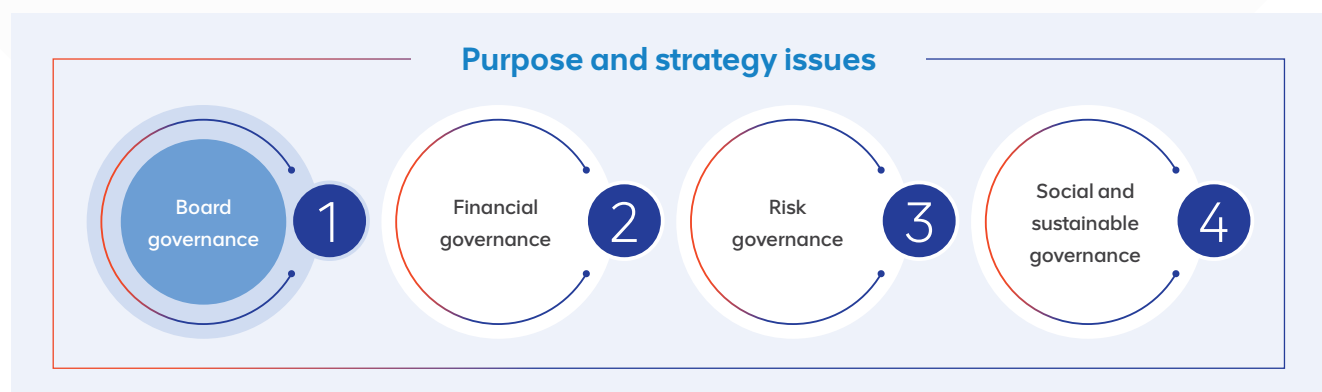 Purpose and strategy issues
Board
governance
1
Financial
governance
2
Risk
governance
3
Social and
sustainable
governance
4